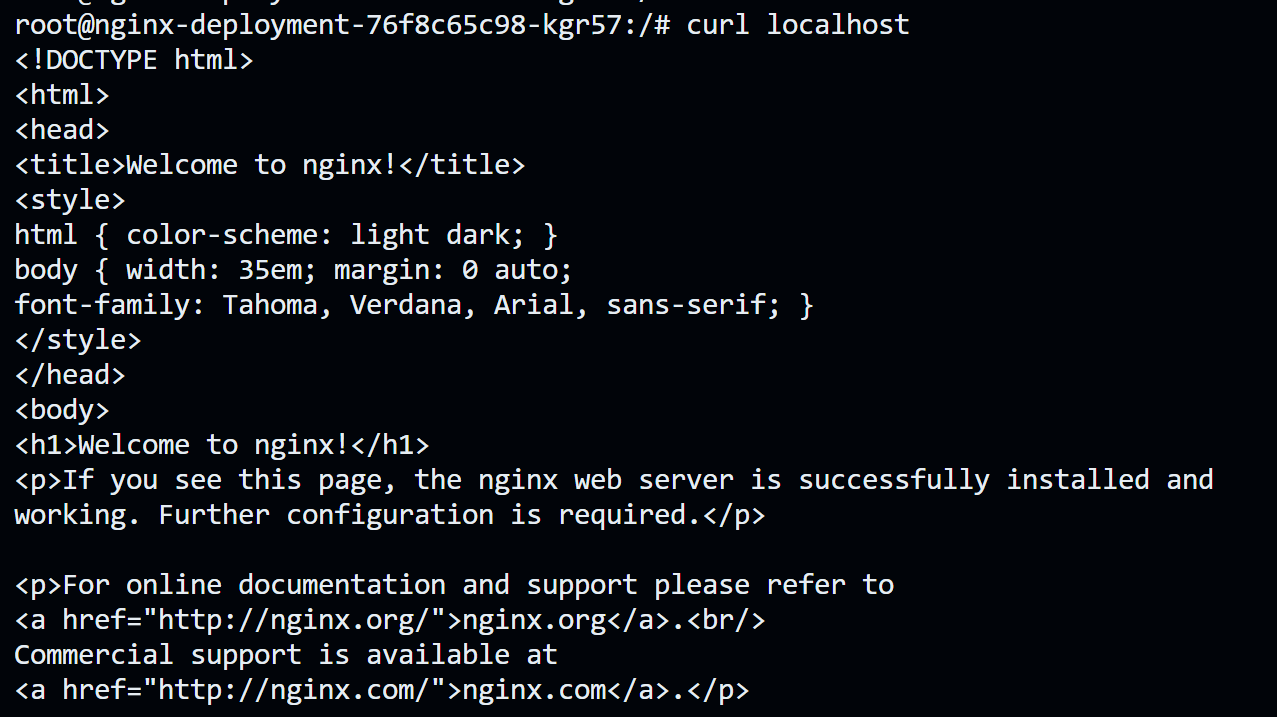 root@nginx-deployment-76f8c65c98-kgr57:/# curl localhost
<!DOCTYPE html>
<html>
<head>
<title>Welcome to nginx!</title>
<style>
html { color-scheme: light dark; }
body { width: 35em; margin: 0 auto;
font-family: Tahoma, Verdana, Arial, sans-serif; }
</style>
</head>
<body>
<h1>Welcome to nginx!</h1>
<p>If you see this page, the nginx web server is successfully installed and
working. Further configuration is required.</p>

<p>For online documentation and support please refer to
<a href="http://nginx.org/">nginx.org</a>.<br/>
Commercial support is available at
<a href="http://nginx.com/">nginx.com</a>.</p>